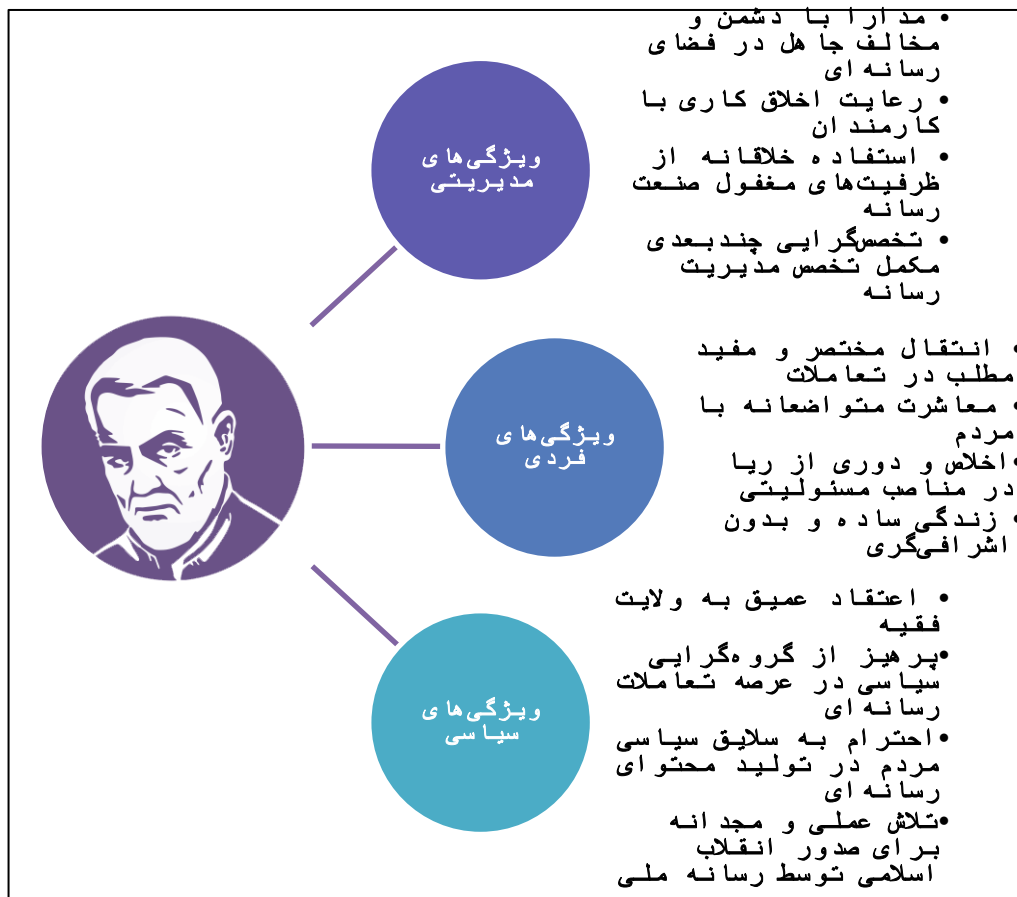 • مدارا با دشمن و
مخالف جاهل در فضای
رسانه ای
• رعایت اخلاق کاری با
کارمندان
• استفاده خلاقانه از
ظرفیت‌های مغفول صنعت
رسانه
• تخصص‌گرایی چندبعدی
مکمل تخصص مدیریت
رسانه
ویژگی‌های
مدیریتی
• انتقال مختصر و مفید
مطلب در تعاملات
• معاشرت متواضعانه با
مردم
• اخلاص و دوری از ریا
در مناصب مسئولیتی
• زندگی ساده و بدون
اشرافی‌گری
ویژگی‌های
فردی
• اعتقاد عمیق به ولایت
فقیه
• پرهیز از گروه‌گرایی
سیاسی در عرصه تعاملات
رسانه ای
• احترام به سلایق سیاسی
مردم در تولید محتوای
رسانه ای
• تلاش عملی و مجدانه
برای صدور انقلاب
اسلامی توسط رسانه ملی
ویژگی‌های
سیاسی